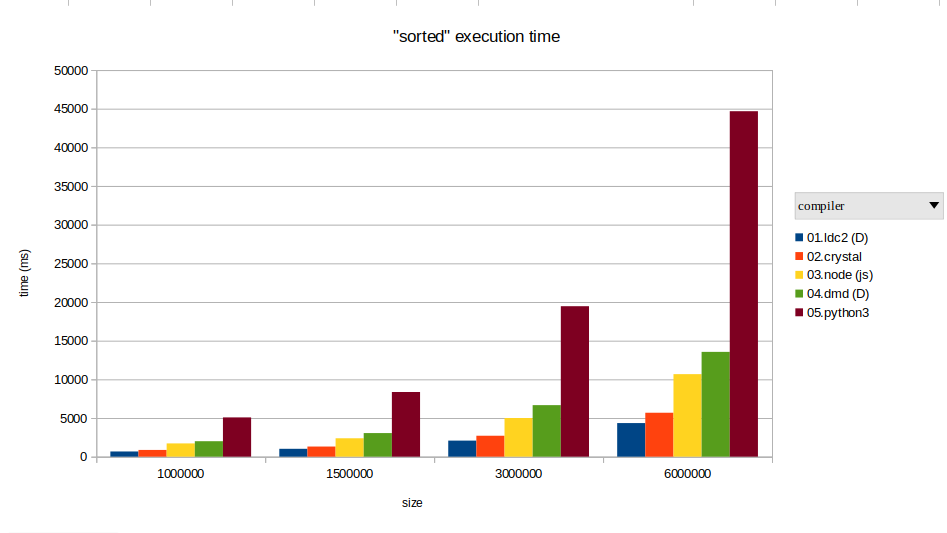 "sorted" execution time
50000
45000
40000
35000
30000
25000
20000
15000
10000
5000
0
time (ms)
1000000 1500000 3000000 6000000
size
compiler
01.ldc2 (D)
02.crystal
03.node (js)
04.dmd (D)
05.python3